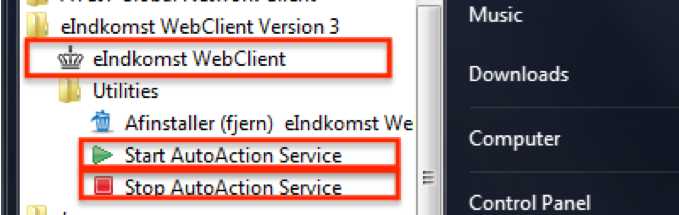 eIndkomst WebClient Version 3
eIndkomst WebClient
Utilities
Afinstaller (fjern) eIndkomst We
Start AutoAction Service
Stop AutoAction Service
Music
Downloads
Computer
Control Panel